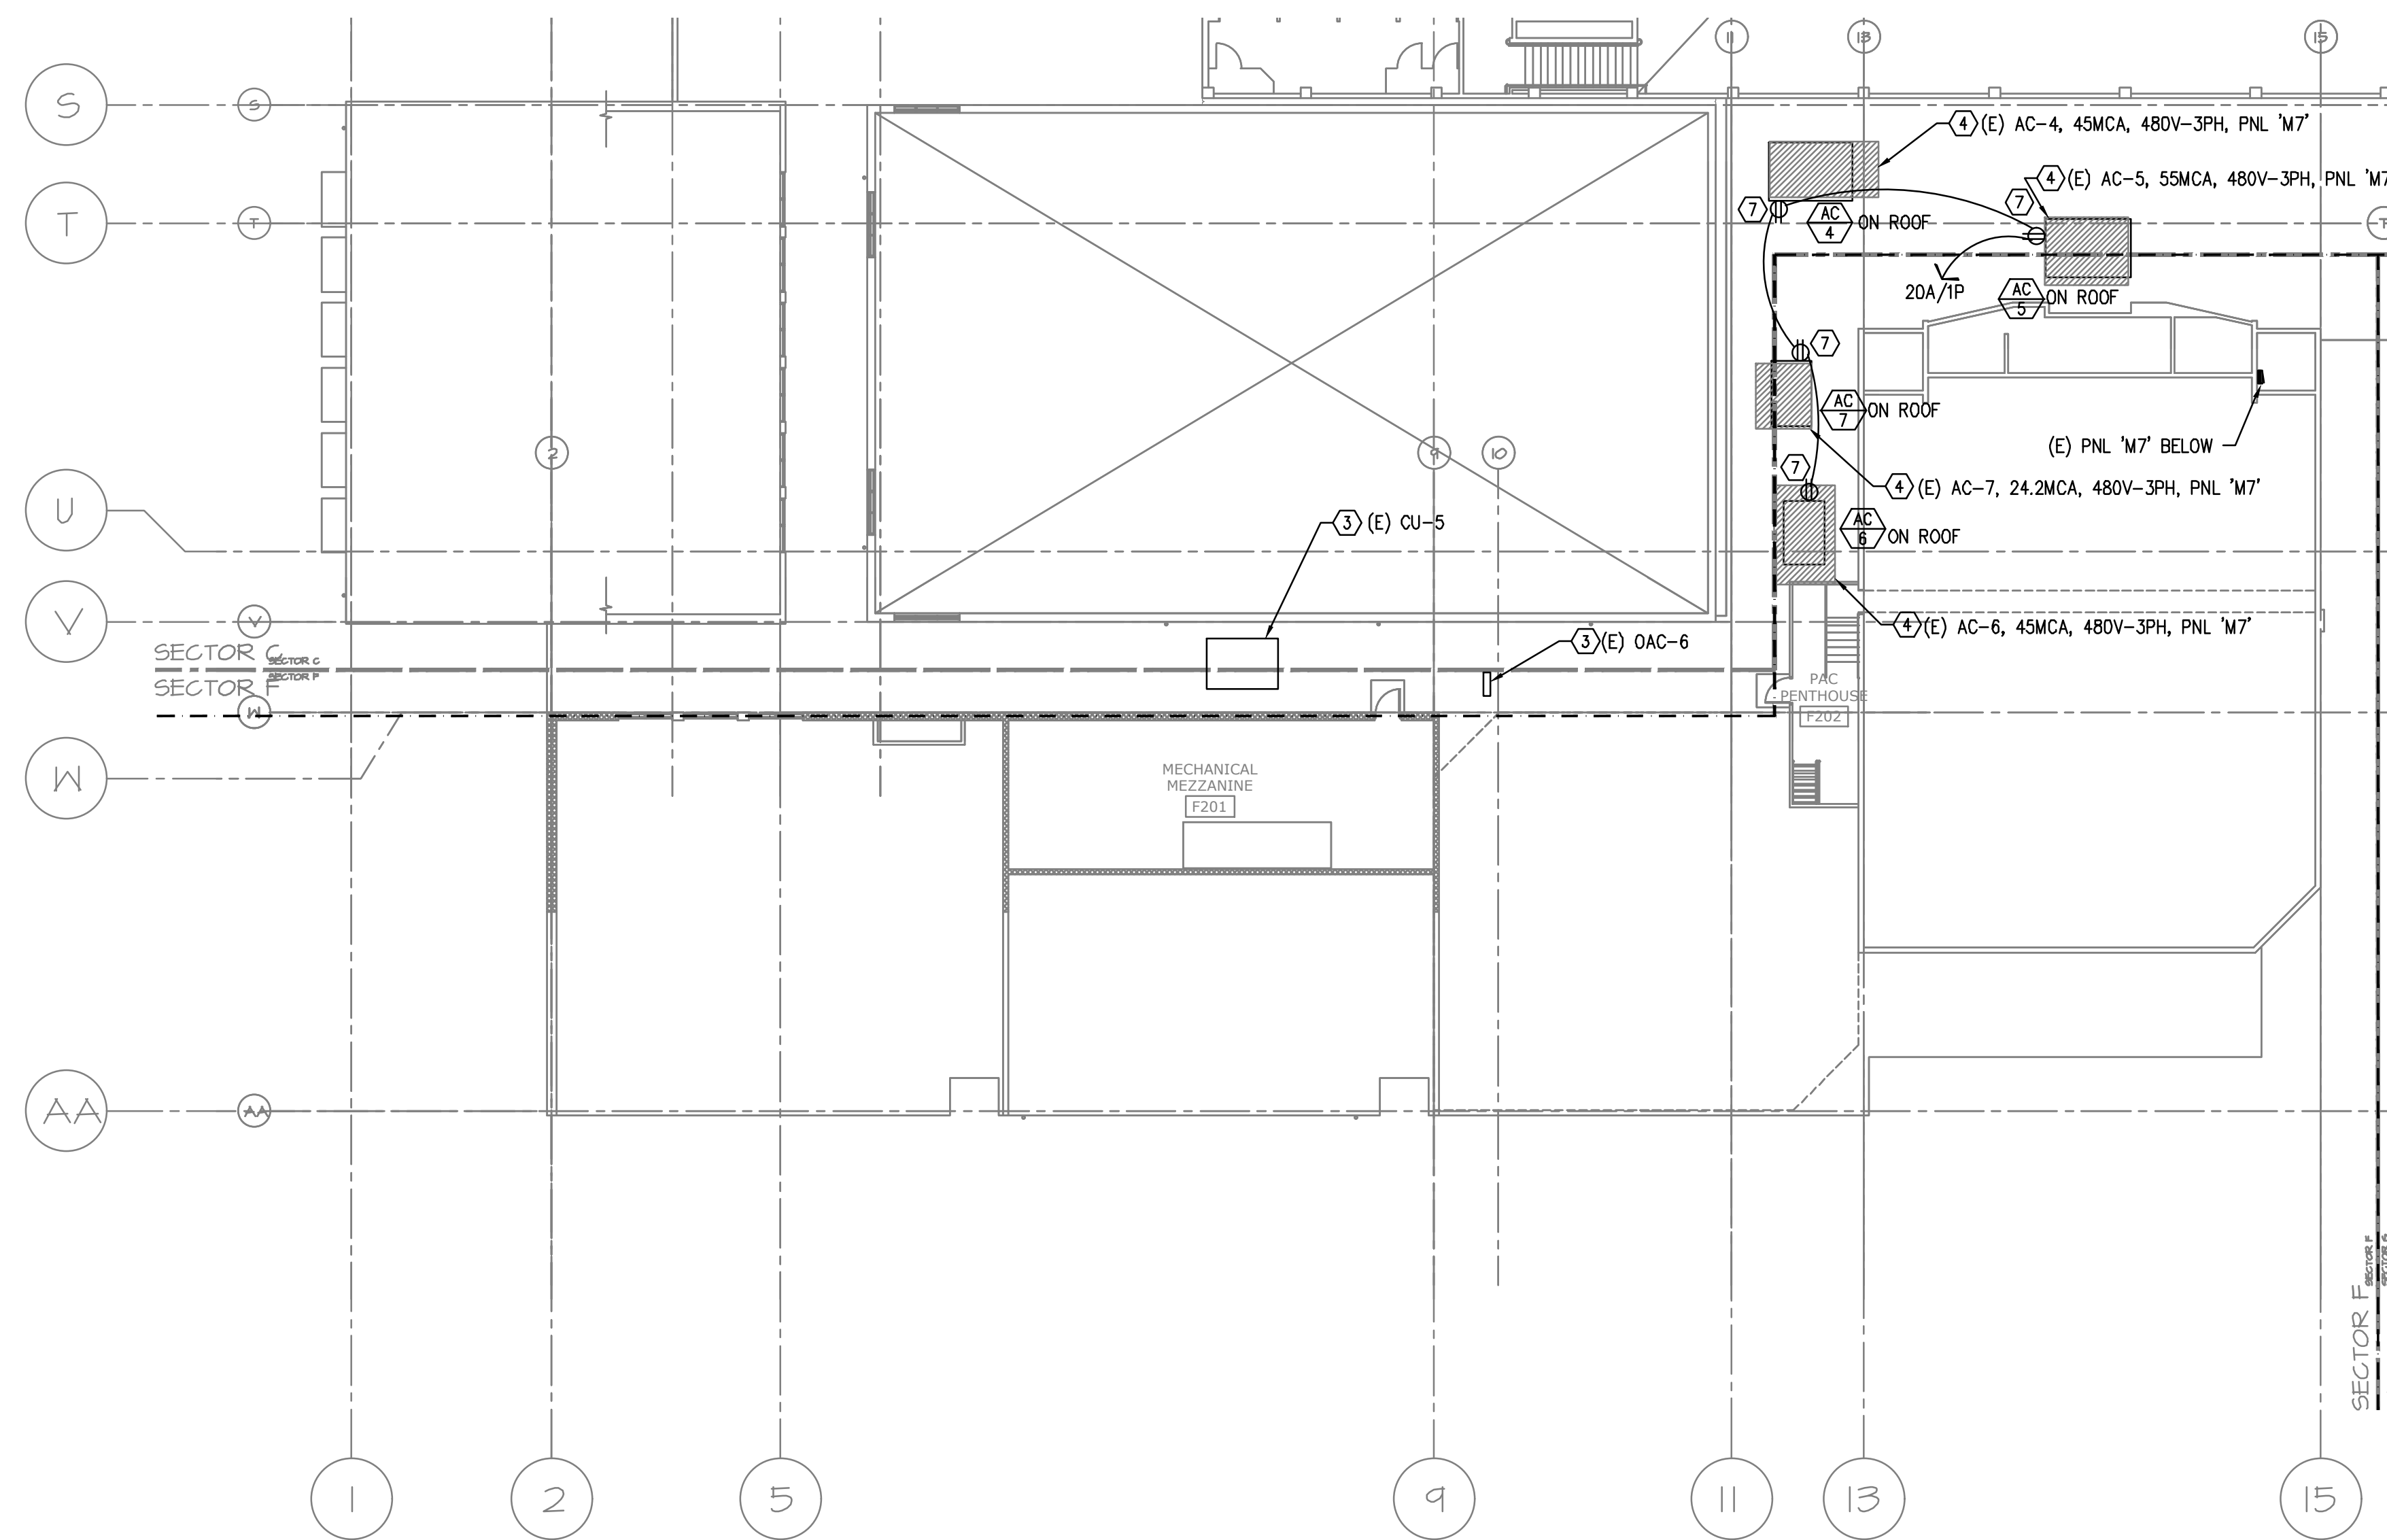 11
13
15
S
S
4 (E) AC-4, 45MCA, 480V-3PH, PNL 'M7'
4 (E) AC-5, 55MCA, 480V-3PH, PNL 'M7
7
7
T
T
AC
4
ON ROOF
T
20A/1P
AC
5
ON ROOF
7
AC
7
ON ROOF
2
9
10
(E) PNL 'M7' BELOW
7
4 (E) AC-7, 24.2MCA, 480V-3PH, PNL 'M7'
U
3 (E) CU-5
AC
6
ON ROOF
V
V
4 (E) AC-6, 45MCA, 480V-3PH, PNL 'M7'
3 (E) OAC-6
SECTOR C
SECTOR C
SECTOR F
SECTOR F
PAC
PENTHOUSE
F202
W
W
MECHANICAL
MEZZANINE
F201
AA
AA
SECTOR F
SECTOR F
1
2
5
9
11
13
15